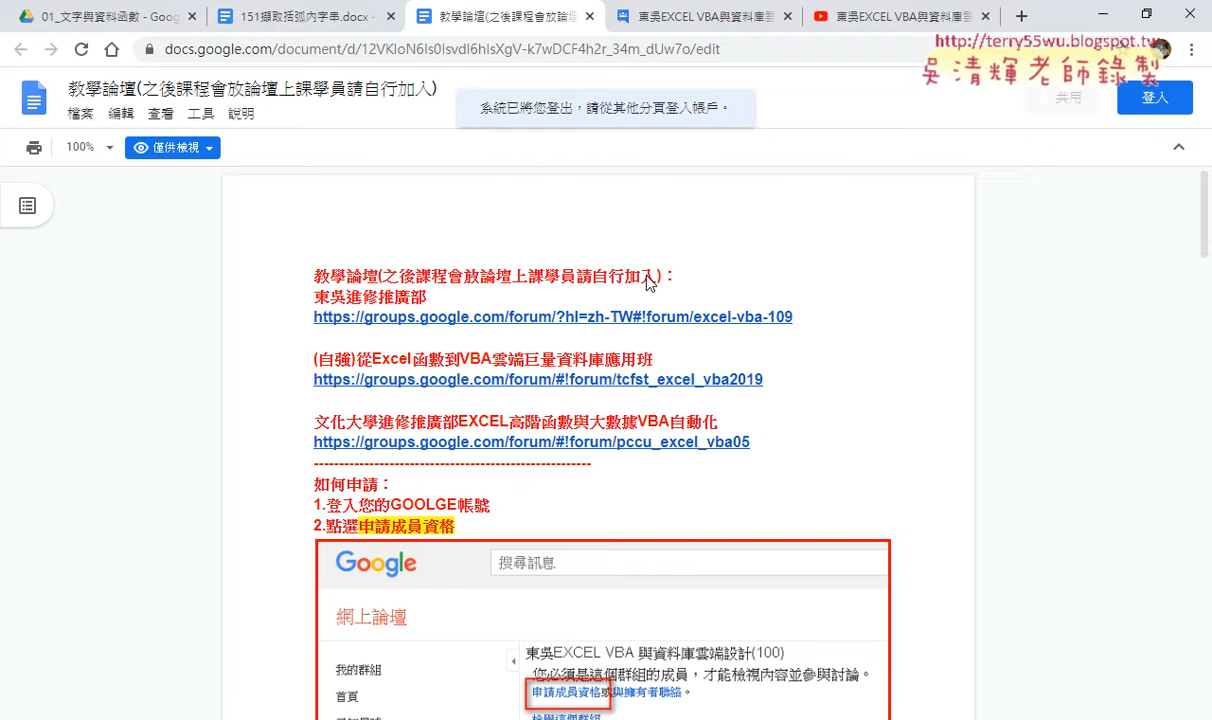 01_文字與資料函數 - Goog
151擷取括弧內字串.docx -
教學論壇(之後課程會放論壇
東吳EXCEL VBA與資料庫雲
東吳EXCEL VBA與資料庫雲
docs.google.com/document/d/12VKloN6ls0lsvdl6hlsXgV-k7wDCF4h2r_34m_dUw7o/edit
http://terry55wu.blogspot.tw
吳清輝老師錄製
教學論壇(之後課程會放論壇上課學員請自行加入)
檔案 編輯 查看 工具 說明
系統已將您登出，請從其他分頁登入帳戶。
共用
登入
100%
僅供檢視
教學論壇(之後課程會放論壇上課學員請自行加入)：
東吳進修推廣部
https://groups.google.com/forum/?hl=zh-TW#!forum/excel-vba-109
(自強)從Excel函數到VBA雲端巨量資料庫應用班
https://groups.google.com/forum/#!forum/tcfst_excel_vba2019
文化大學進修推廣部EXCEL高階函數與大數據VBA自動化
https://groups.google.com/forum/#!forum/pccu_excel_vba05
-------------------------------------------------------
如何申請：
1.登入您的GOOLGE帳號
2.點選申請成員資格
Google
搜尋訊息
網上論壇
東吳EXCEL VBA 與資料庫雲端設計(100)
我的群組
您必須是這個群組的成員，才能檢視內容並參與討論。
首頁
申請成員資格或與擁有者聯絡。
檢舉這個群組